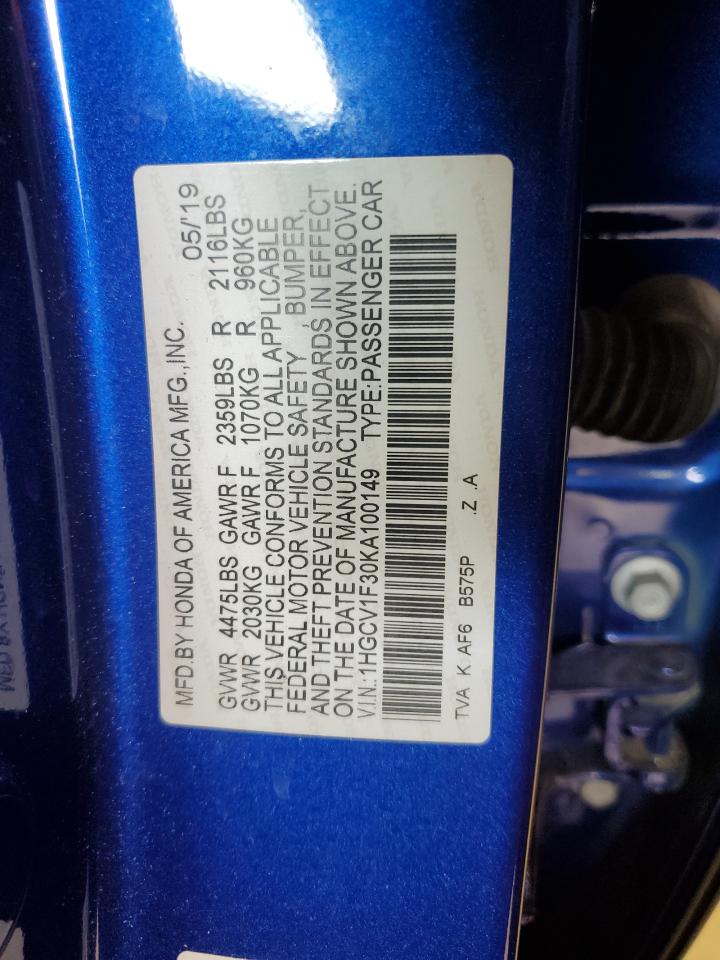 MFD.BY HONDA OF AMERICA MFG.,INC. 05/'19
GVWR 4475LBS GAWR F 2359LBS R 2116LBS
GVWR 2030KG GAWR F 1070KG R 960KG
THIS VEHICLE CONFORMS TO ALL APPLICABLE
FEDERAL MOTOR VEHICLE SAFETY , BUMPER,
AND THEFT PREVENTION STANDARDS IN EFFECT
ON THE DATE OF MANUFACTURE SHOWN ABOVE.
V.I.N.:1HGCV1F30KA100149 TYPE:PASSENGER CAR
TVA K AF6 B575P .Z .A